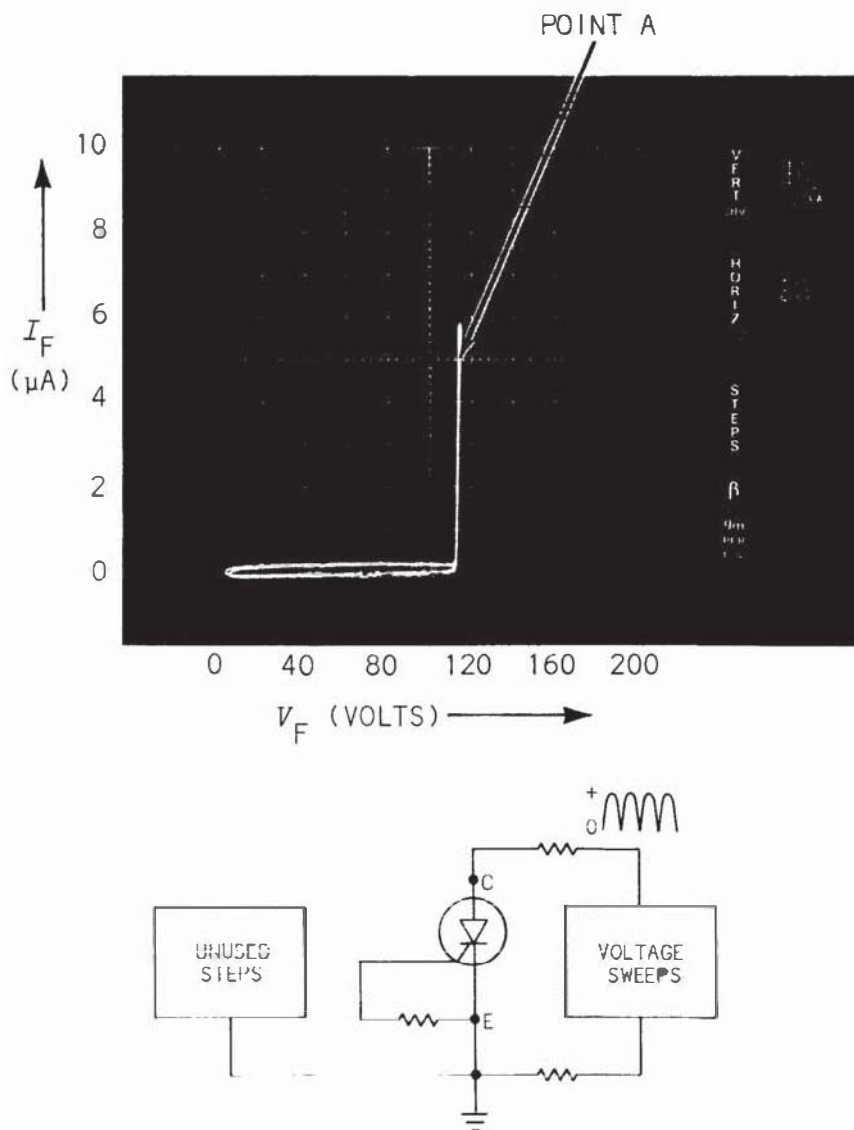 POINT A
10
8
6
4
2
0
I_F
(μA)
VERT
HORIZ
STEPS
β
0 40 80 120 160 200
V_F (VOLTS)
+
0
C
E
UNUSED
STEPS
VOLTAGE
SWEEPS